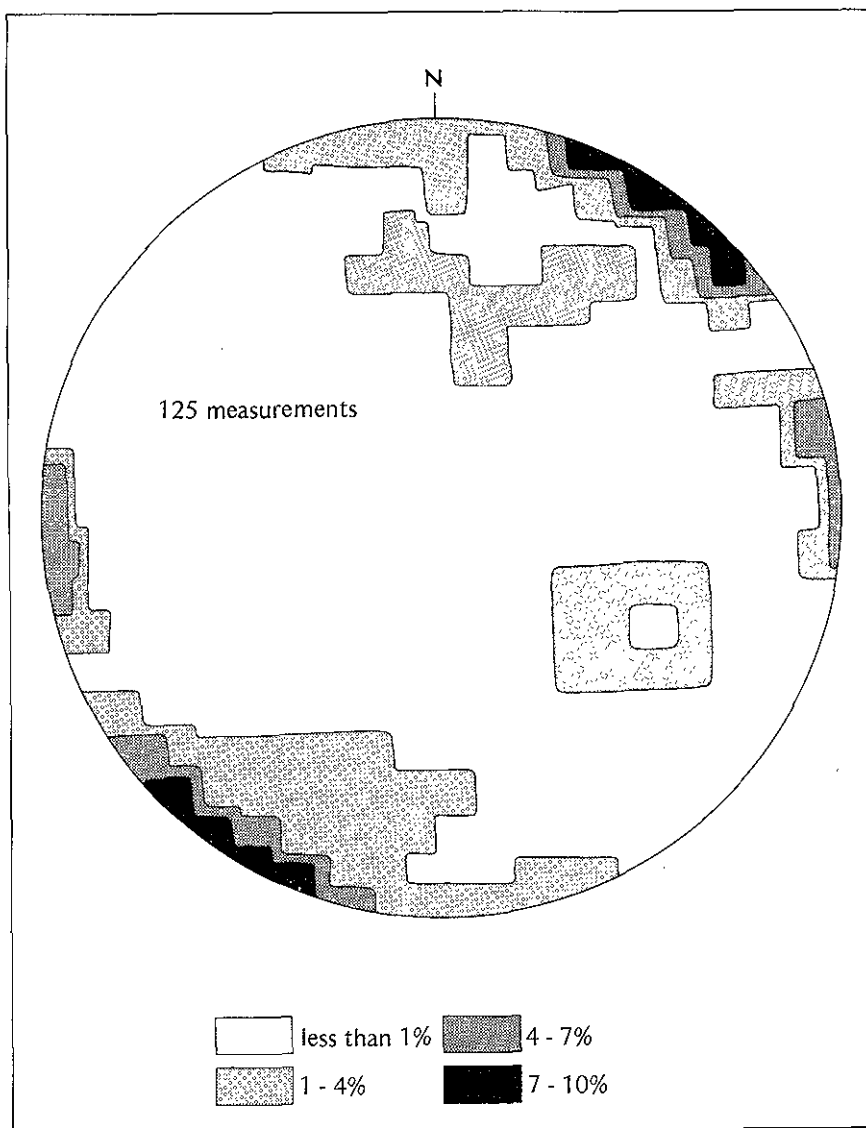 N
125 measurements
less than 1%
4 - 7%
1 - 4%
7 - 10%